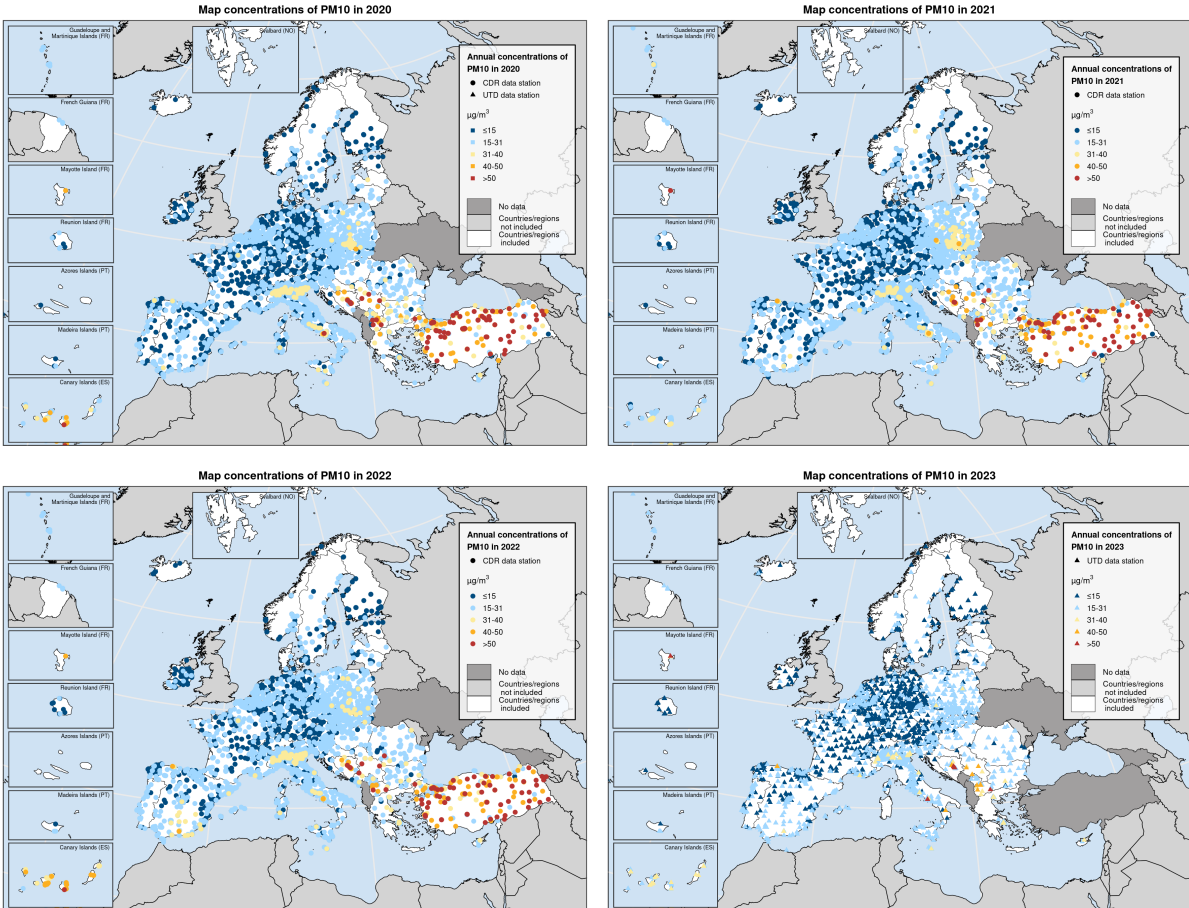 Map concentrations of PM10 in 2020
Guadeloupe and
Martinique Islands (FR)
French Guiana (FR)
Mayotte Island (FR)
Reunion Island (FR)
Azores Islands (PT)
Madeira Islands (PT)
Canary Islands (ES)
Svalbard (NO)
Annual concentrations of
PM10 in 2020
CDR data station
UTD data station
µg/m³
≤15
15-31
31-40
40-50
>50
No data
Countries/regions
not included
Countries/regions
included
Map concentrations of PM10 in 2021
Guadeloupe and
Martinique Islands (FR)
French Guiana (FR)
Mayotte Island (FR)
Reunion Island (FR)
Azores Islands (PT)
Madeira Islands (PT)
Canary Islands (ES)
Svalbard (NO)
Annual concentrations of
PM10 in 2021
CDR data station
µg/m³
≤15
15-31
31-40
40-50
>50
No data
Countries/regions
not included
Countries/regions
included
Map concentrations of PM10 in 2022
Guadeloupe and
Martinique Islands (FR)
French Guiana (FR)
Mayotte Island (FR)
Reunion Island (FR)
Azores Islands (PT)
Madeira Islands (PT)
Canary Islands (ES)
Svalbard (NO)
Annual concentrations of
PM10 in 2022
CDR data station
µg/m³
≤15
15-31
31-40
40-50
>50
No data
Countries/regions
not included
Countries/regions
included
Map concentrations of PM10 in 2023
Guadeloupe and
Martinique Islands (FR)
French Guiana (FR)
Mayotte Island (FR)
Reunion Island (FR)
Azores Islands (PT)
Madeira Islands (PT)
Canary Islands (ES)
Svalbard (NO)
Annual concentrations of
PM10 in 2023
UTD data station
µg/m³
≤15
15-31
31-40
40-50
>50
No data
Countries/regions
not included
Countries/regions
included